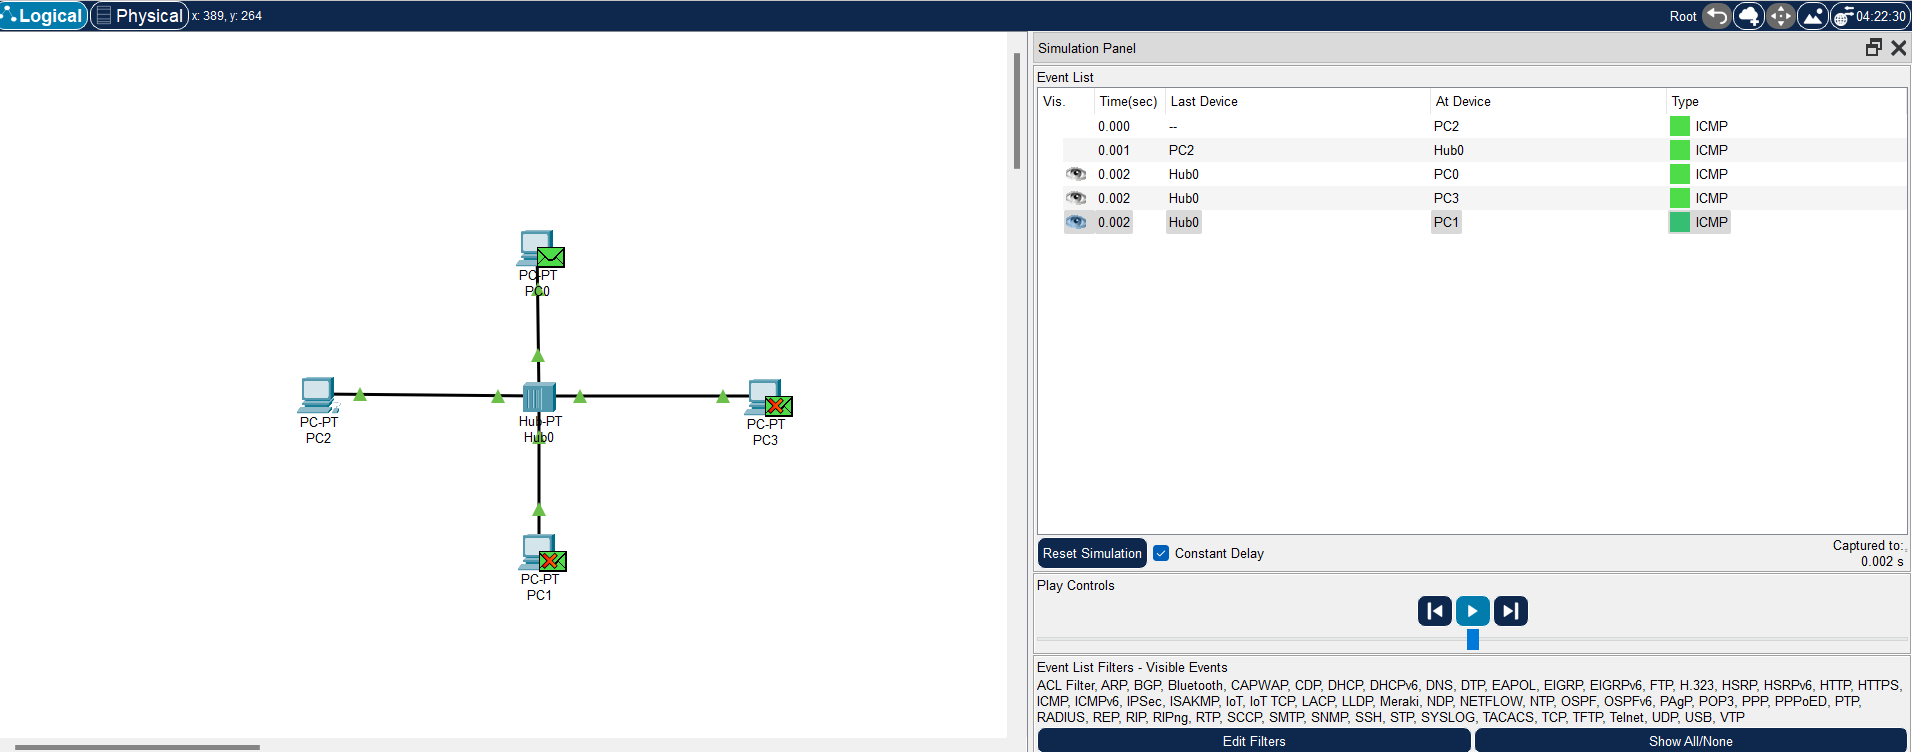 Logical Physical x: 389, y: 264 Root 04:22:30
Simulation Panel
Event List
Vis. Time(sec) Last Device At Device Type
0.000 -- PC2 ICMP
0.001 PC2 Hub0 ICMP
0.002 Hub0 PC0 ICMP
0.002 Hub0 PC3 ICMP
0.002 Hub0 PC1 ICMP
PC-PT
PC0
PC-PT
PC2
Hub-PT
Hub0
PC-PT
PC3
PC-PT
PC1
Reset Simulation Constant Delay
Captured to:
0.002 s
Play Controls
Event List Filters - Visible Events
ACL Filter, ARP, BGP, Bluetooth, CAPWAP, CDP, DHCP, DHCPv6, DNS, DTP, EAPOL, EIGRP, EIGRPv6, FTP, H.323, HSRP, HSRPv6, HTTP, HTTPS,
ICMP, ICMPv6, IPSec, ISAKMP, IoT, IoT TCP, LACP, LLDP, Meraki, NDP, NETFLOW, NTP, OSPF, OSPFv6, PAgP, POP3, PPP, PPPoED, PTP,
RADIUS, REP, RIP, RIPng, RTP, SCCP, SMTP, SNMP, SSH, STP, SYSLOG, TACACS, TCP, TFTP, Telnet, UDP, USB, VTP
Edit Filters Show All/None